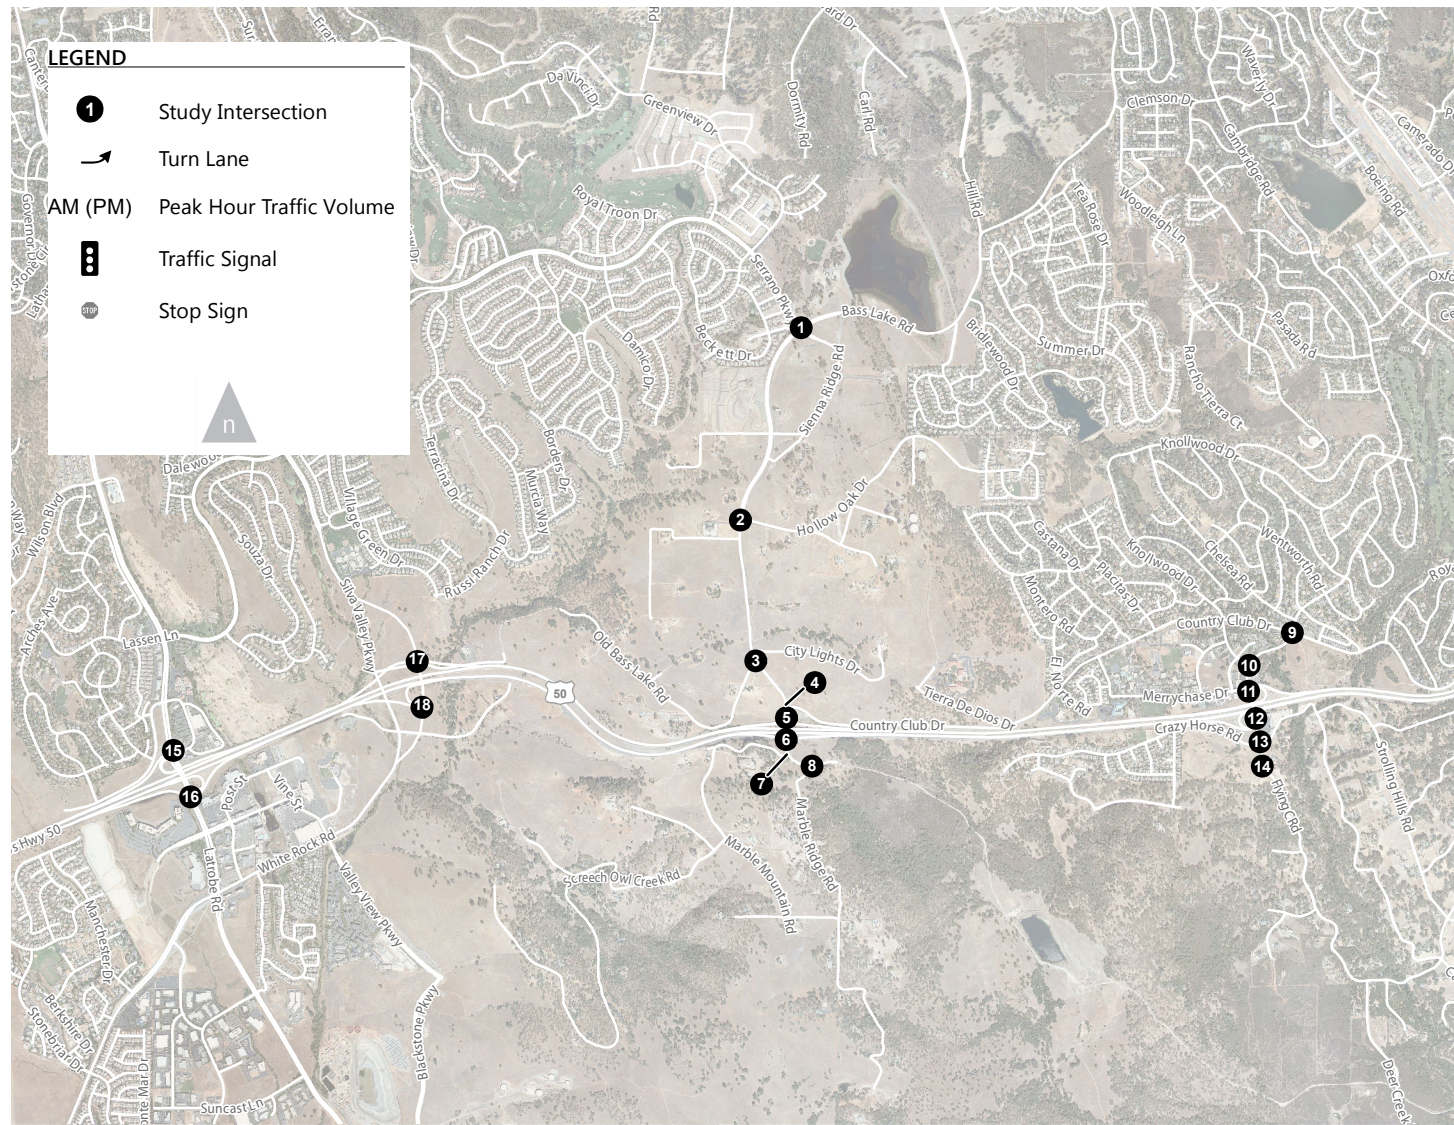 LEGEND
1 Study Intersection
Turn Lane
AM (PM) Peak Hour Traffic Volume
Traffic Signal
STOP Stop Sign
n
Da Vinci Dr
Greenview Dr
Dormity Rd
Carl Rd
Clemson Dr
Waverly Dr
Cambridge Rd
Boeing Rd
Royal Troon Dr
Hill Rd
Tea Rose Dr
Woodleigh Ln
Serrano Pkwy
Bass Lake Rd
1
Beckett Dr
Damico Dr
Sienna Ridge Rd
Bridlewood Dr
Summer Dr
Rancho Tierra Ct
Pasada Rd
Terracina Dr
Borders Dr
Murcia Way
Knollwood Dr
Wilson Blvd
Village Green Dr
Souza Dr
Russi Ranch Dr
2
Hollow Oak Dr
Castana Dr
Placitas Dr
Knollwood Dr
Chelsea Rd
Wentworth Rd
Montero Rd
Arches Ave
Lassen Ln
Silva Valley Pkwy
Old Bass Lake Rd
17
18
50
3
City Lights Dr
4
5
6
7
8
Country Club Dr
Tierra De Dios Dr
El Norte Rd
Country Club Dr
9
10
Merrychase Dr
11
12
Crazy Horse Rd
13
14
Flying C Rd
Strolling Hills Rd
15
16
Post St
Vine St
White Rock Rd
Latrobe Rd
Valley View Pkwy
Blackstone Pkwy
Screech Owl Creek Rd
Marble Mountain Rd
Marble Ridge Rd
Manchester Dr
Berkshire Dr
Stonebriar Dr
Suncast Ln
Deer Creek